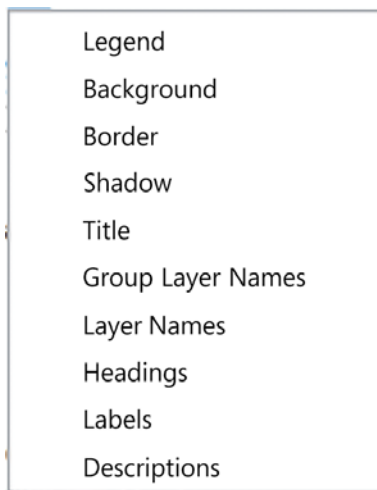 Legend
Background
Border
Shadow
Title
Group Layer Names
Layer Names
Headings
Labels
Descriptions